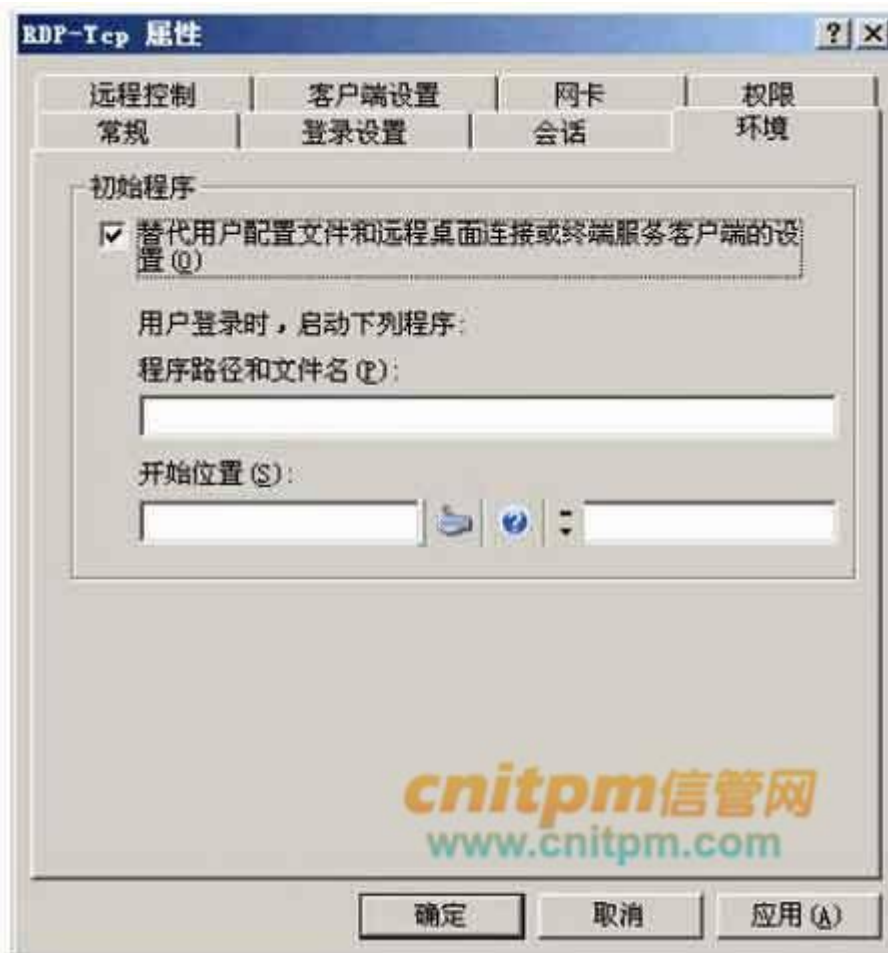 RDP-Tcp 属性
远程控制 客户端设置 网卡 权限
常规 登录设置 会话 环境
初始程序
替代用户配置文件和远程桌面连接或终端服务客户端的设
置(O)
用户登录时，启动下列程序:
程序路径和文件名(P):
开始位置(S):
cnitpm信管网
www.cnitpm.com
确定 取消 应用(A)